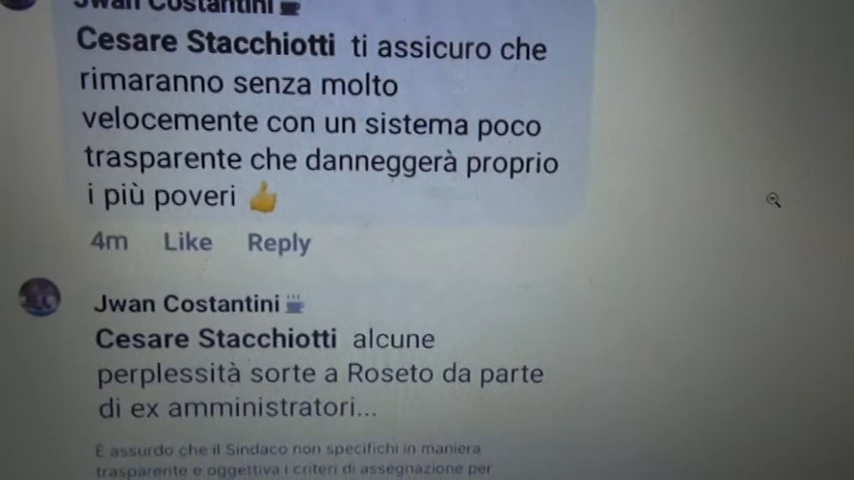 Jwan Costantini
Cesare Stacchiotti ti assicuro che
rimaranno senza molto
velocemente con un sistema poco
trasparente che danneggerà proprio
i più poveri 👍
4m Like Reply
Jwan Costantini
Cesare Stacchiotti alcune
perplessità sorte a Roseto da parte
di ex amministratori...
È assurdo che il Sindaco non specifichi in maniera
trasparente e oggettiva i criteri di assegnazione per